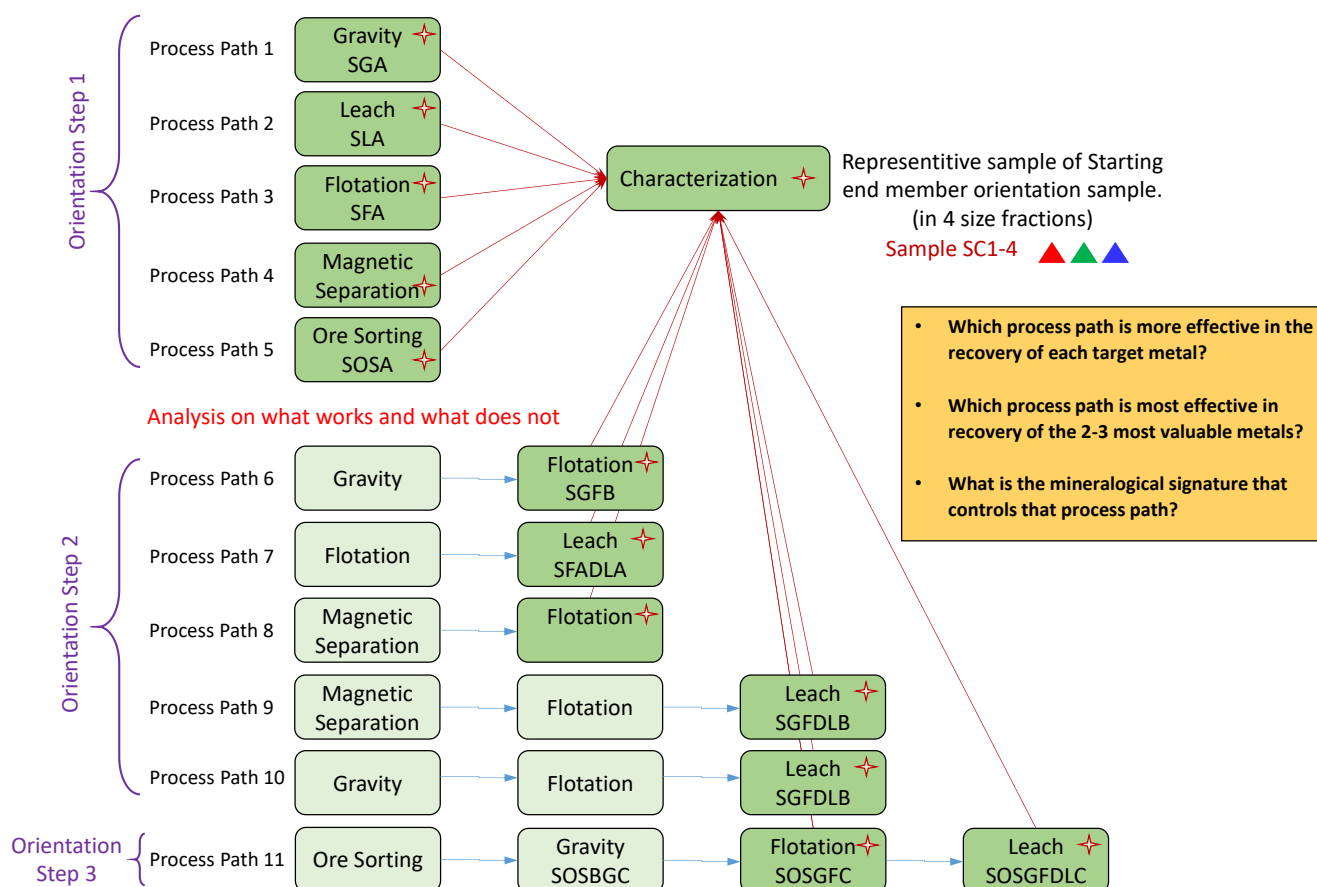 Orientation Step 1
Process Path 1
Gravity
SGA
Process Path 2
Leach
SLA
Process Path 3
Flotation
SFA
Process Path 4
Magnetic
Separation
Process Path 5
Ore Sorting
SOSA
Characterization
Representitive sample of Starting
end member orientation sample.
(in 4 size fractions)
Sample SC1-4
• Which process path is more effective in the
recovery of each target metal?
• Which process path is most effective in
recovery of the 2-3 most valuable metals?
• What is the mineralogical signature that
controls that process path?
Analysis on what works and what does not
Orientation Step 2
Process Path 6
Gravity
Flotation
SGFB
Process Path 7
Flotation
Leach
SFADLA
Process Path 8
Magnetic
Separation
Flotation
Process Path 9
Magnetic
Separation
Flotation
Leach
SGFDLB
Process Path 10
Gravity
Flotation
Leach
SGFDLB
Orientation
Step 3
Process Path 11
Ore Sorting
Gravity
SOSBGC
Flotation
SOSGFC
Leach
SOSGFDLC